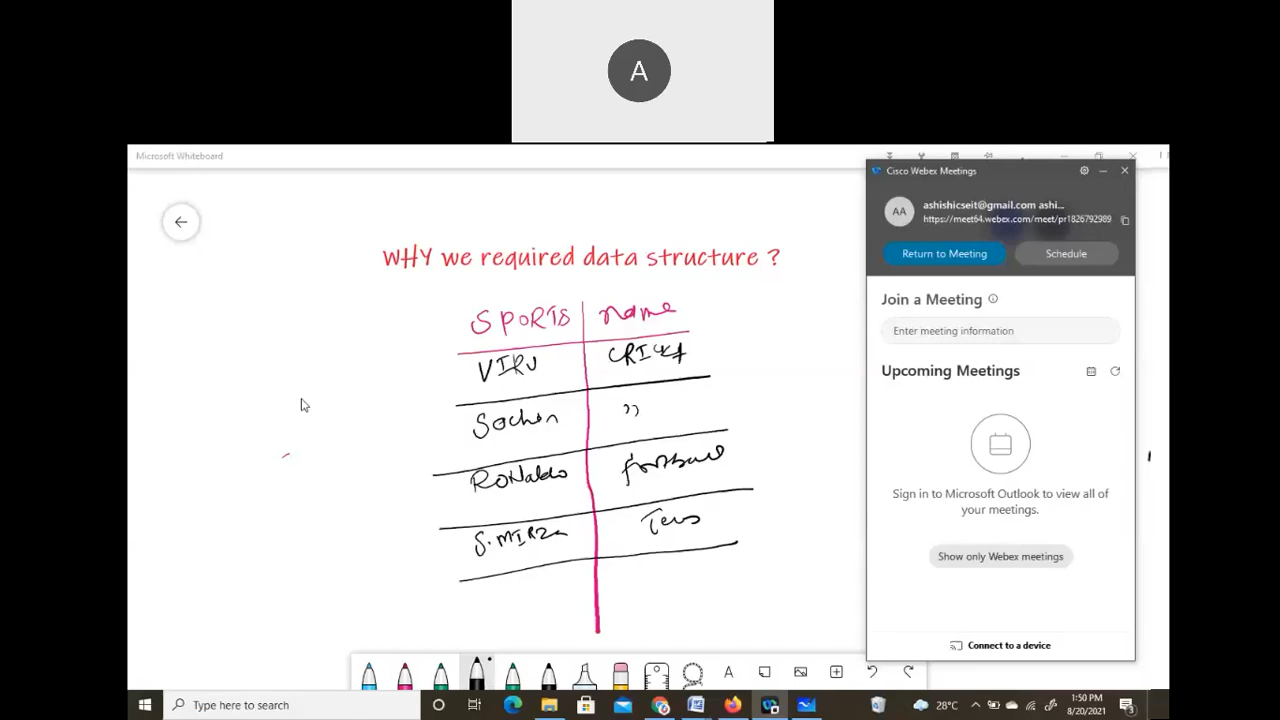 A
Microsoft Whiteboard
Cisco Webex Meetings
AA
ashishicseit@gmail.com ashi...
https://meet64.webex.com/meet/pr1826792989
Return to Meeting
Schedule
WHY we required data structure ?
Join a Meeting
Enter meeting information
Upcoming Meetings
SPORTS name
VIRU
Sachin "
Ronaldo football
S.MIRZA
Sign in to Microsoft Outlook to view all of
your meetings.
Show only Webex meetings
Connect to a device
A
Type here to search
28°C
1:50 PM
8/20/2021
3